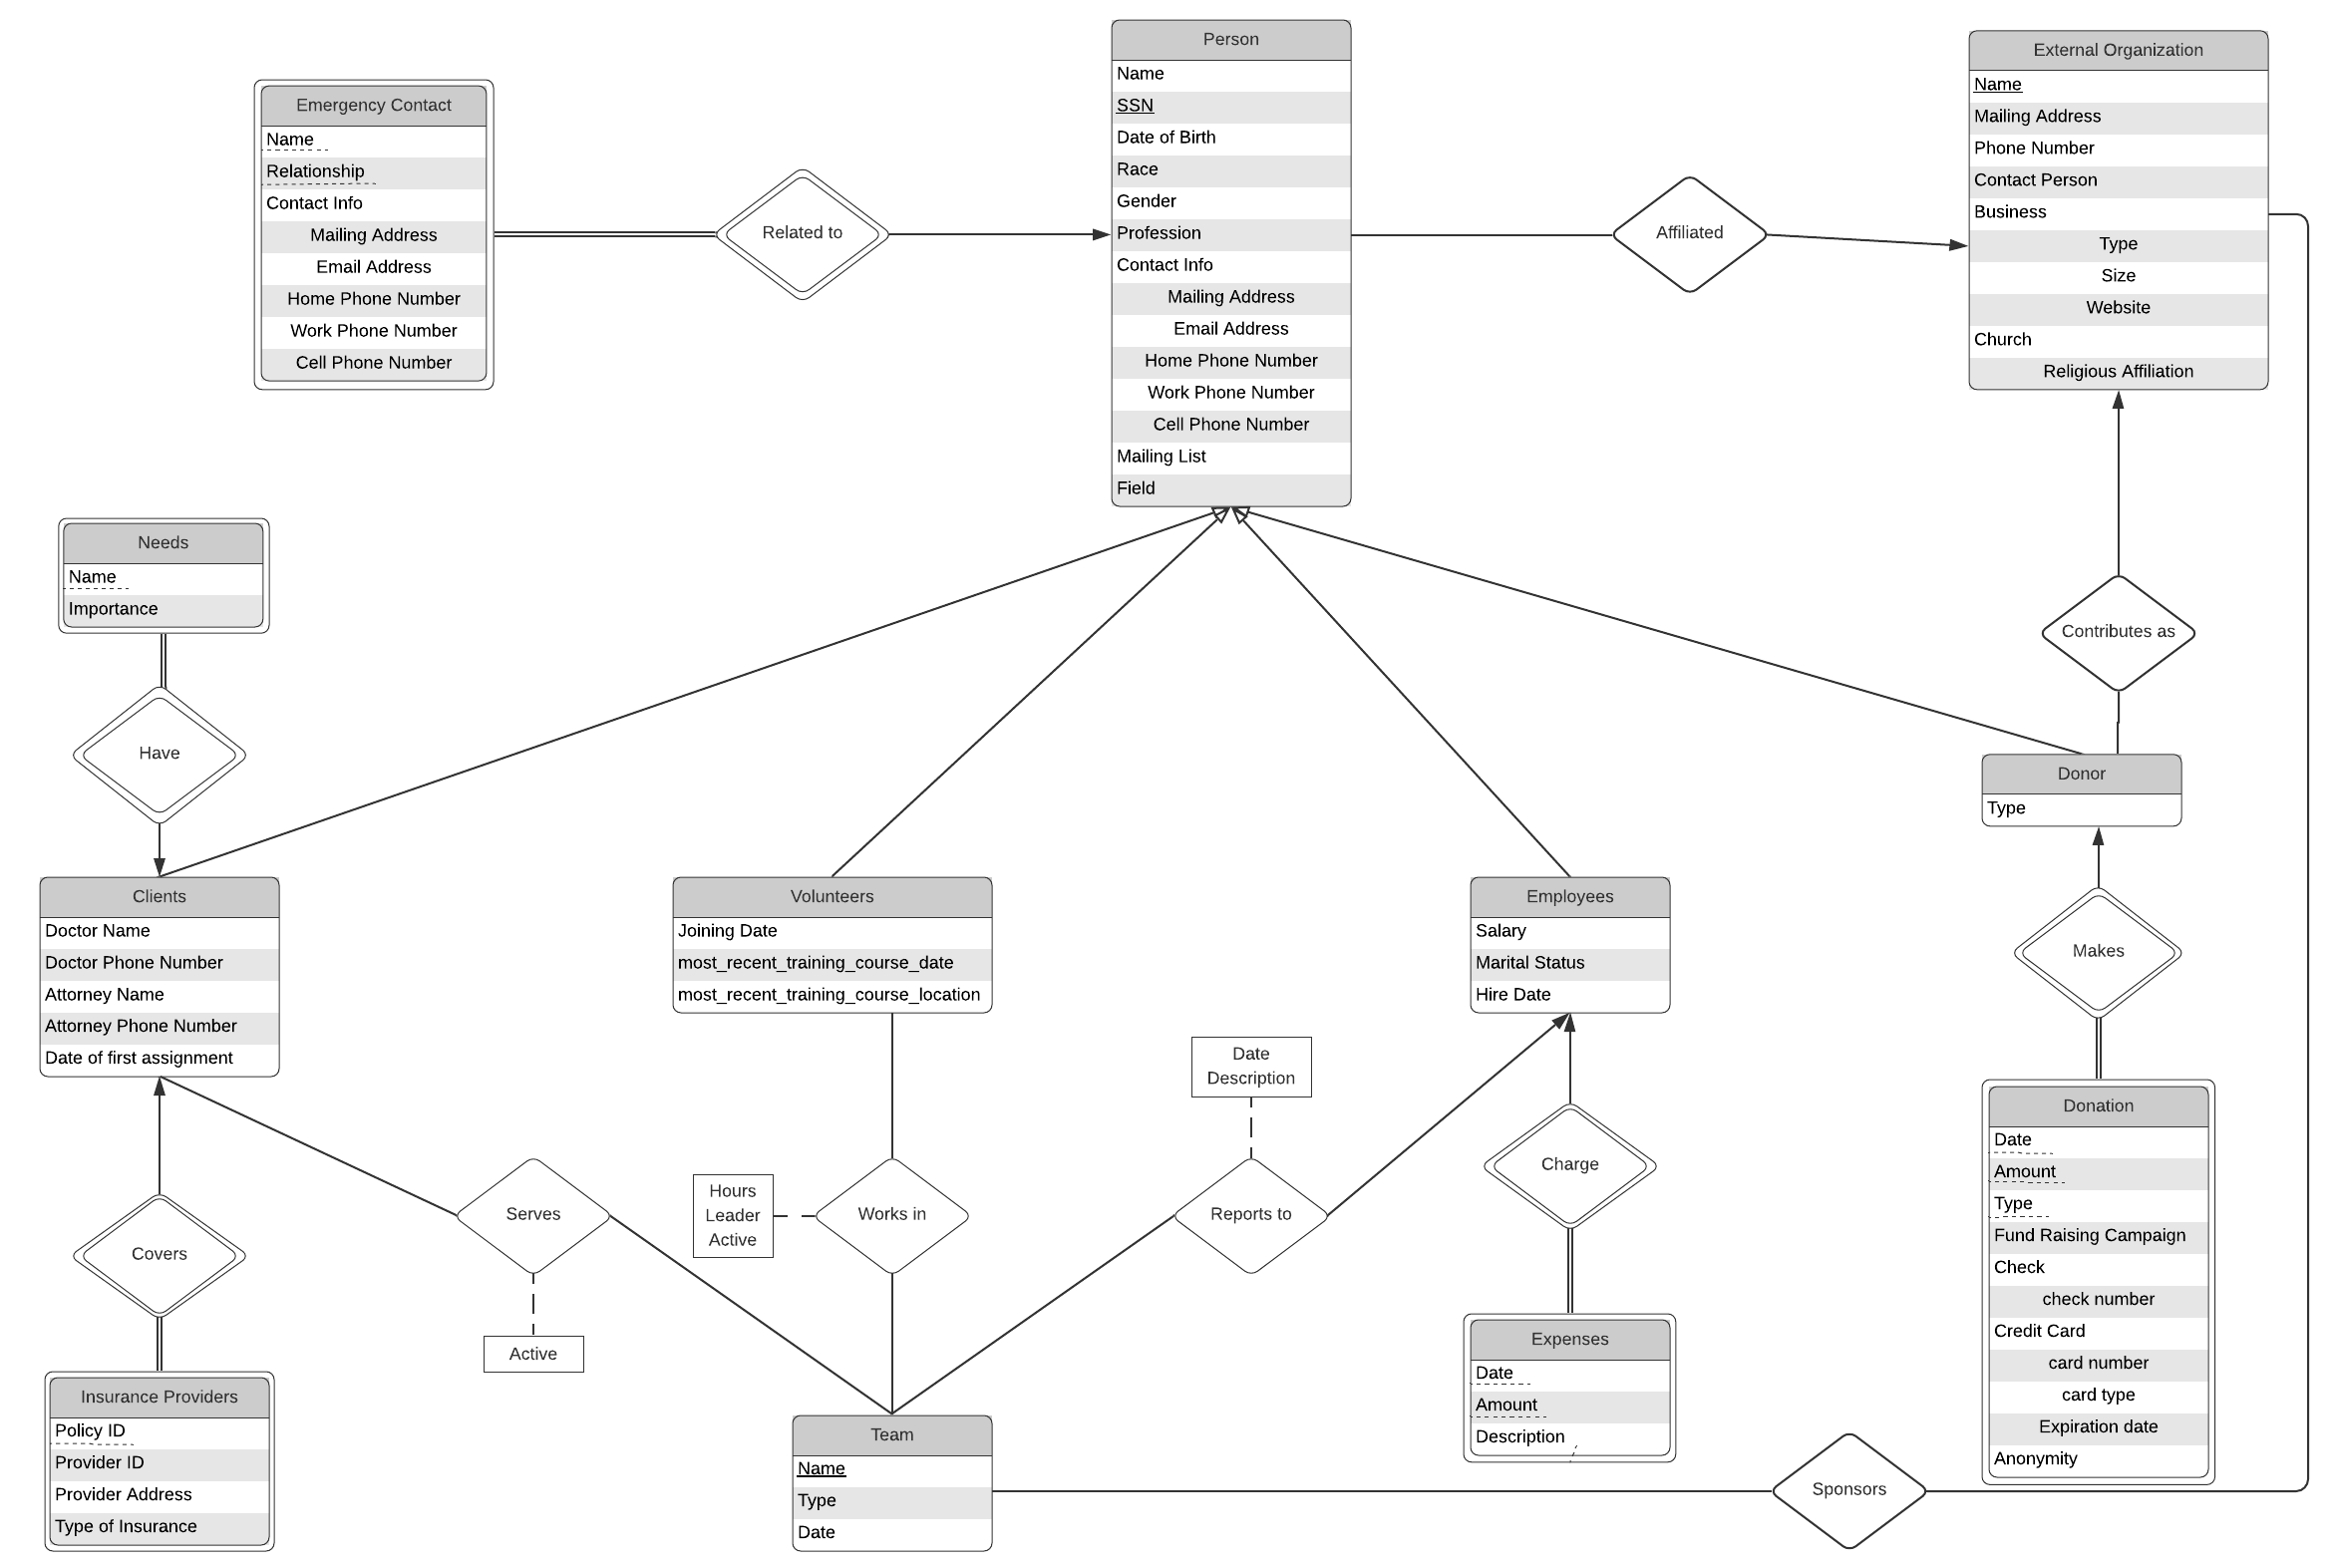 Person
Name
SSN
Date of Birth
Race
Gender
Profession
Contact Info
Mailing Address
Email Address
Home Phone Number
Work Phone Number
Cell Phone Number
Mailing List
Field
External Organization
Name
Mailing Address
Phone Number
Contact Person
Business
Type
Size
Website
Church
Religious Affiliation
Emergency Contact
Name
Relationship
Contact Info
Mailing Address
Email Address
Home Phone Number
Work Phone Number
Cell Phone Number
Related to
Affiliated
Needs
Name
Importance
Have
Contributes as
Donor
Type
Clients
Doctor Name
Doctor Phone Number
Attorney Name
Attorney Phone Number
Date of first assignment
Volunteers
Joining Date
most_recent_training_course_date
most_recent_training_course_location
Employees
Salary
Marital Status
Hire Date
Makes
Date
Description
Donation
Date
Amount
Type
Fund Raising Campaign
Check
check number
Credit Card
card number
card type
Expiration date
Anonymity
Covers
Serves
Hours
Leader
Active
Works in
Reports to
Charge
Active
Expenses
Date
Amount
Description
Insurance Providers
Policy ID
Provider ID
Provider Address
Type of Insurance
Team
Name
Type
Date
Sponsors